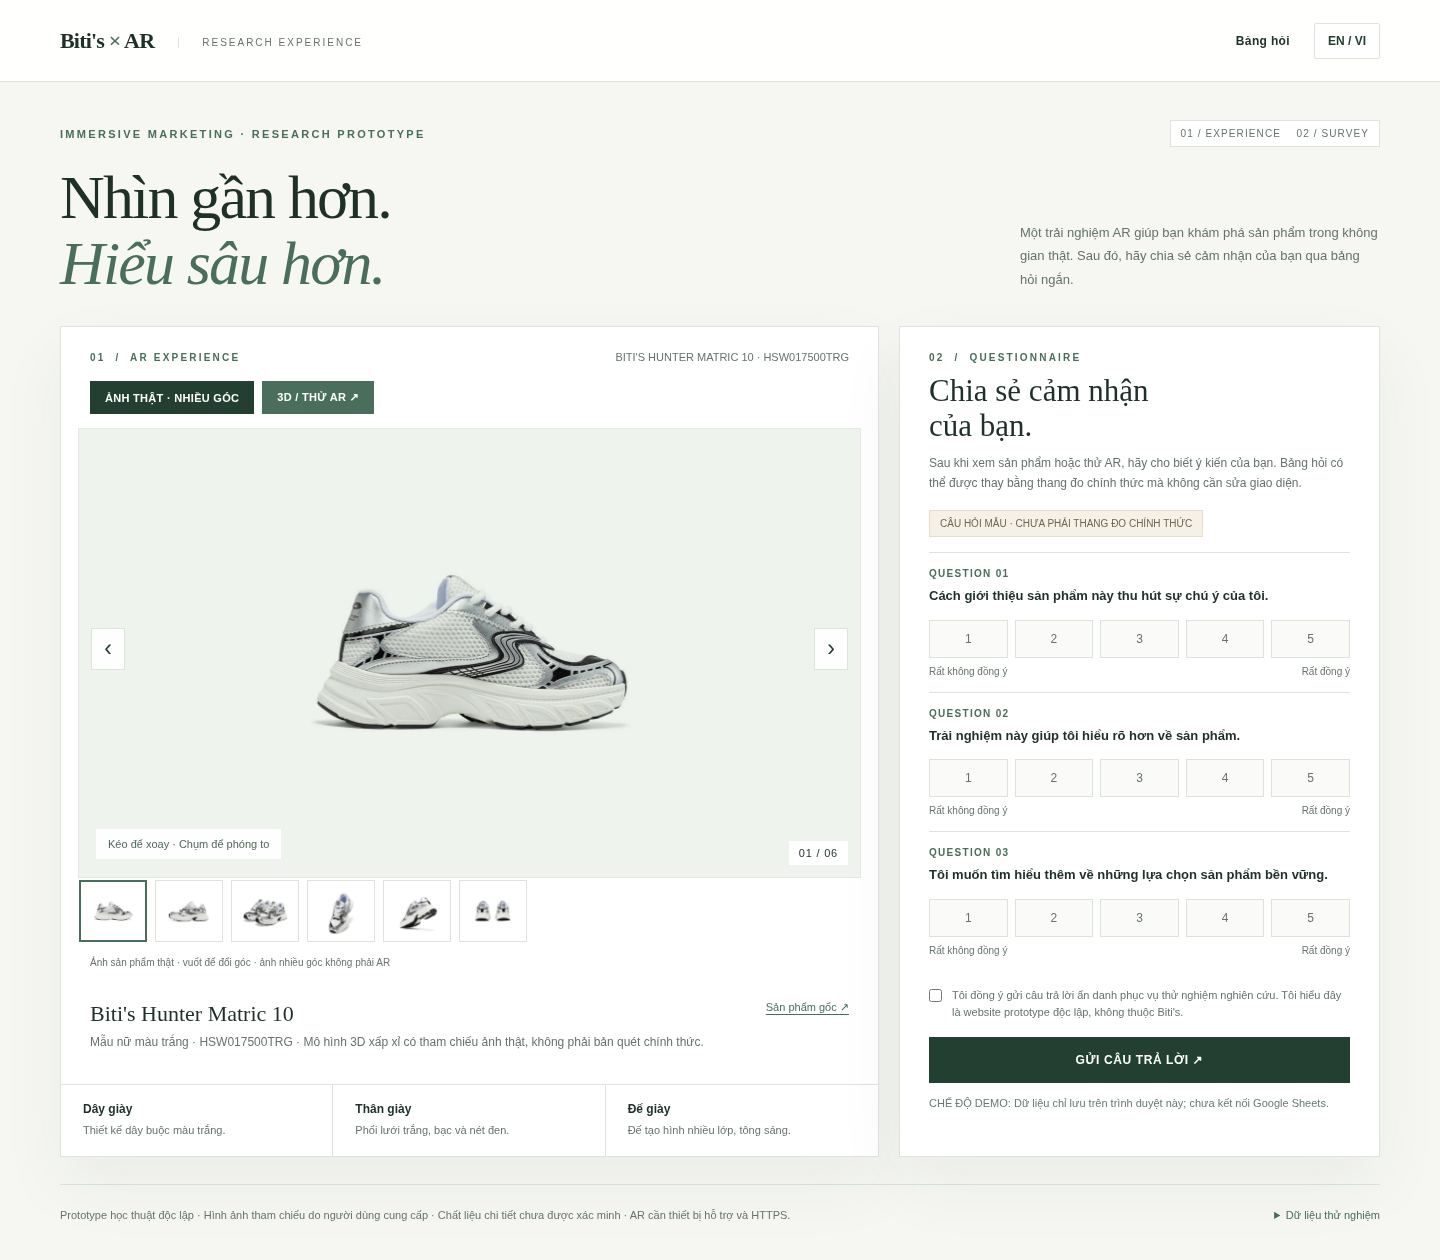 Biti's × AR
RESEARCH EXPERIENCE
Bảng hỏi
EN / VI
IMMERSIVE MARKETING · RESEARCH PROTOTYPE
01 / EXPERIENCE 02 / SURVEY
Nhìn gần hơn.
Hiểu sâu hơn.
Một trải nghiệm AR giúp bạn khám phá sản phẩm trong không
gian thật. Sau đó, hãy chia sẻ cảm nhận của bạn qua bảng
hỏi ngắn.
01 / AR EXPERIENCE
BITI'S HUNTER MATRIC 10 · HSW017500TRG
ẢNH THẬT · NHIỀU GÓC
3D / THỬ AR ↗
‹
›
Kéo để xoay · Chụm để phóng to
01 / 06
Ảnh sản phẩm thật · vuốt để đổi góc · ảnh nhiều góc không phải AR
Biti's Hunter Matric 10
Sản phẩm gốc ↗
Mẫu nữ màu trắng · HSW017500TRG · Mô hình 3D xấp xỉ có tham chiếu ảnh thật, không phải bản quét chính thức.
Dây giày
Thiết kế dây buộc màu trắng.
Thân giày
Phối lưới trắng, bạc và nét đen.
Đế giày
Đế tạo hình nhiều lớp, tông sáng.
02 / QUESTIONNAIRE
Chia sẻ cảm nhận
của bạn.
Sau khi xem sản phẩm hoặc thử AR, hãy cho biết ý kiến của bạn. Bảng hỏi có
thể được thay bằng thang đo chính thức mà không cần sửa giao diện.
CÂU HỎI MẪU · CHƯA PHẢI THANG ĐO CHÍNH THỨC
QUESTION 01
Cách giới thiệu sản phẩm này thu hút sự chú ý của tôi.
1 2 3 4 5
Rất không đồng ý Rất đồng ý
QUESTION 02
Trải nghiệm này giúp tôi hiểu rõ hơn về sản phẩm.
1 2 3 4 5
Rất không đồng ý Rất đồng ý
QUESTION 03
Tôi muốn tìm hiểu thêm về những lựa chọn sản phẩm bền vững.
1 2 3 4 5
Rất không đồng ý Rất đồng ý
Tôi đồng ý gửi câu trả lời ẩn danh phục vụ thử nghiệm nghiên cứu. Tôi hiểu đây
là website prototype độc lập, không thuộc Biti's.
GỬI CÂU TRẢ LỜI ↗
CHẾ ĐỘ DEMO: Dữ liệu chỉ lưu trên trình duyệt này; chưa kết nối Google Sheets.
Prototype học thuật độc lập · Hình ảnh tham chiếu do người dùng cung cấp · Chất liệu chi tiết chưa được xác minh · AR cần thiết bị hỗ trợ và HTTPS.
▶ Dữ liệu thử nghiệm